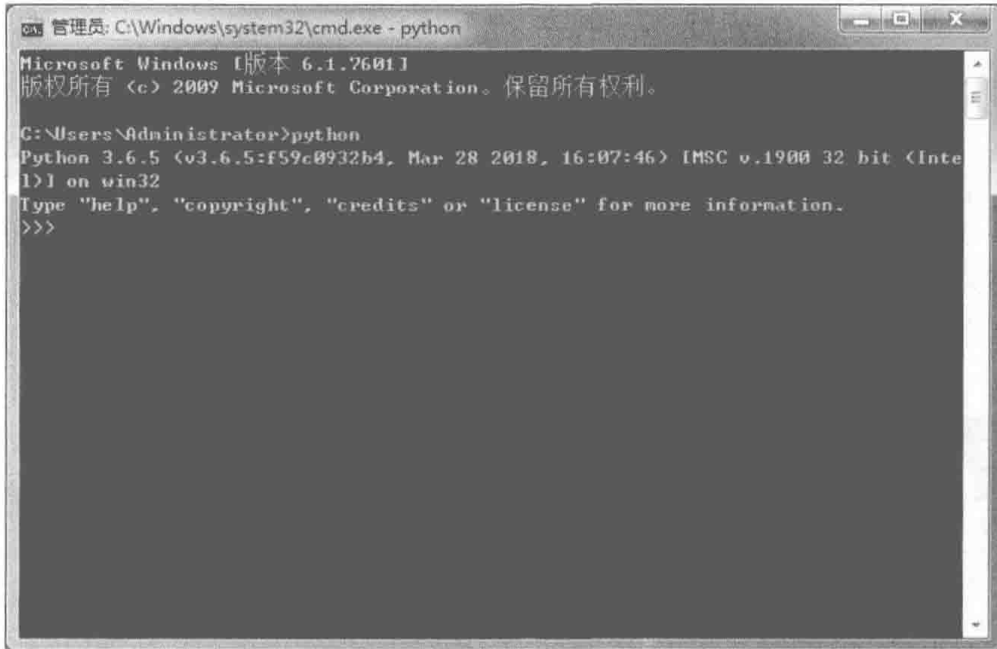 管理员: C:\Windows\system32\cmd.exe - python
Microsoft Windows [版本 6.1.7601]
版权所有 (c) 2009 Microsoft Corporation。保留所有权利。
C:\Users\Administrator>python
Python 3.6.5 (v3.6.5:f59c0932b4, Mar 28 2018, 16:07:46) [MSC v.1900 32 bit (Inte
l)] on win32
Type "help", "copyright", "credits" or "license" for more information.
>>>